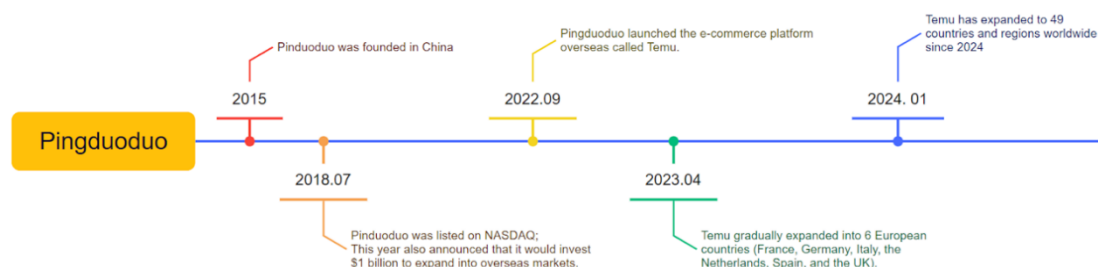 Pingduoduo
2015
Pinduoduo was founded in China
2018.07
Pinduoduo was listed on NASDAQ;
This year also announced that it would invest
$1 billion to expand into overseas markets.
2022.09
Pingduoduo launched the e-commerce platform
overseas called Temu.
2023.04
Temu gradually expanded into 6 European
countries (France, Germany, Italy, the
Netherlands, Spain, and the UK).
2024. 01
Temu has expanded to 49
countries and regions worldwide
since 2024